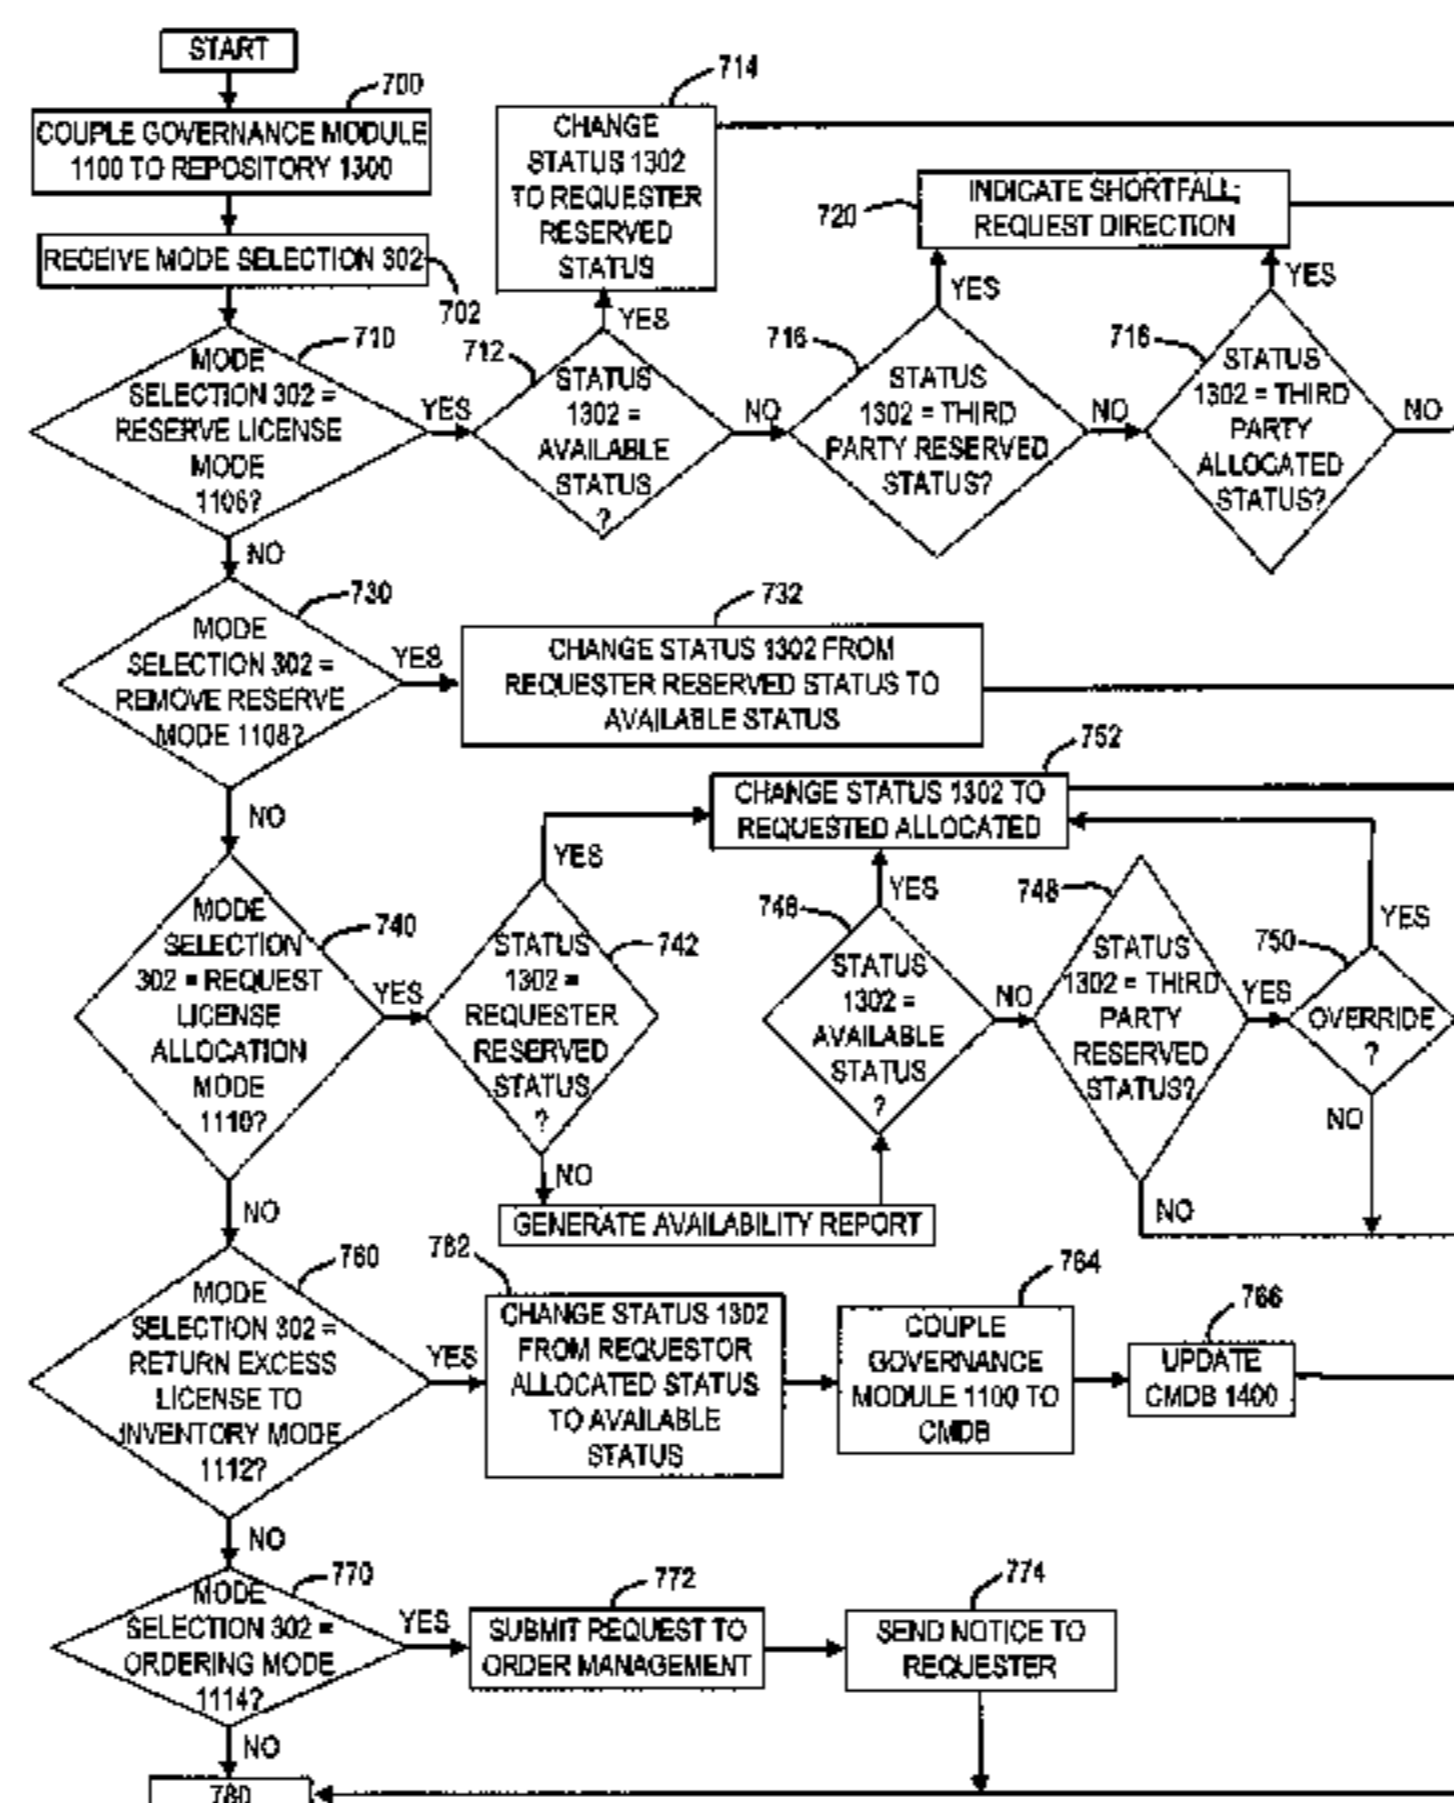 START
700
COUPLE GOVERNANCE MODULE
1100 TO REPOSITORY 1300
RECEIVE MODE SELECTION 302
702
710
MODE
SELECTION 302 =
RESERVE LICENSE
MODE
1106?
YES
NO
712
STATUS
1302 =
AVAILABLE
STATUS
?
YES
NO
714
CHANGE
STATUS 1302
TO REQUESTER
RESERVED
STATUS
716
STATUS
1302 = THIRD
PARTY RESERVED
STATUS?
YES
NO
720
INDICATE SHORTFALL;
REQUEST DIRECTION
718
STATUS
1302 = THIRD
PARTY
ALLOCATED
STATUS?
YES
NO
730
MODE
SELECTION 302 =
REMOVE RESERVE
MODE 1108?
YES
NO
732
CHANGE STATUS 1302 FROM
REQUESTER RESERVED STATUS TO
AVAILABLE STATUS
740
MODE
SELECTION
302 = REQUEST
LICENSE
ALLOCATION
MODE
1110?
YES
NO
742
STATUS
1302 =
REQUESTER
RESERVED
STATUS
?
YES
NO
GENERATE AVAILABILITY REPORT
752
CHANGE STATUS 1302 TO
REQUESTED ALLOCATED
746
STATUS
1302 =
AVAILABLE
STATUS
?
YES
NO
748
STATUS
1302 = THIRD
PARTY
RESERVED
STATUS?
YES
NO
750
OVERRIDE
?
YES
NO
760
MODE
SELECTION 302 =
RETURN EXCESS
LICENSE TO
INVENTORY MODE
1112?
YES
NO
762
CHANGE STATUS 1302
FROM REQUESTOR
ALLOCATED STATUS
TO AVAILABLE
STATUS
764
COUPLE
GOVERNANCE
MODULE 1100 TO
CMDB
766
UPDATE
CMDB 1400
770
MODE
SELECTION 302 =
ORDERING MODE
1114?
YES
NO
772
SUBMIT REQUEST TO
ORDER MANAGEMENT
774
SEND NOTICE TO
REQUESTER
780